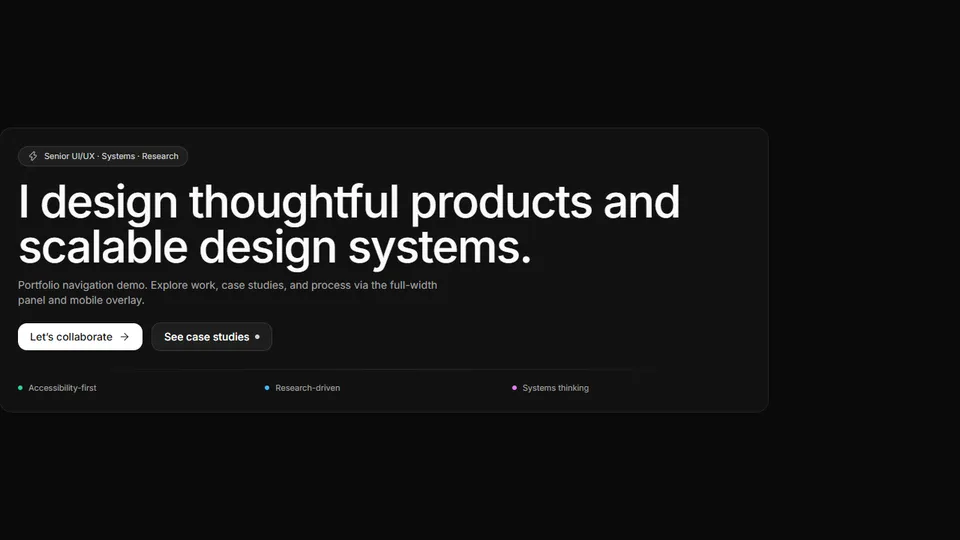 Senior UI/UX · Systems · Research
I design thoughtful products and
scalable design systems.
Portfolio navigation demo. Explore work, case studies, and process via the full-width
panel and mobile overlay.
Let’s collaborate →
See case studies •
Accessibility-first
Research-driven
Systems thinking